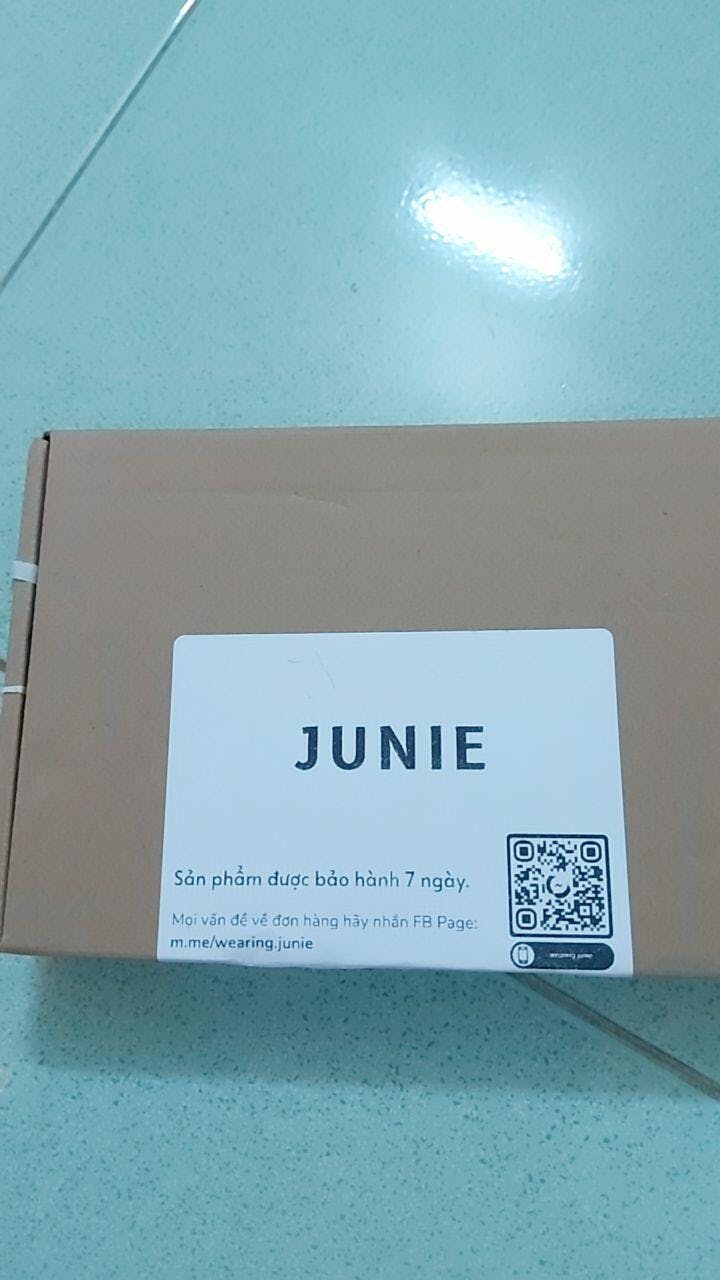 JUNIE
Sản phẩm được bảo hành 7 ngày.
Mọi vấn đề về đơn hàng hãy nhắn FB Page:
m.me/wearing.junie